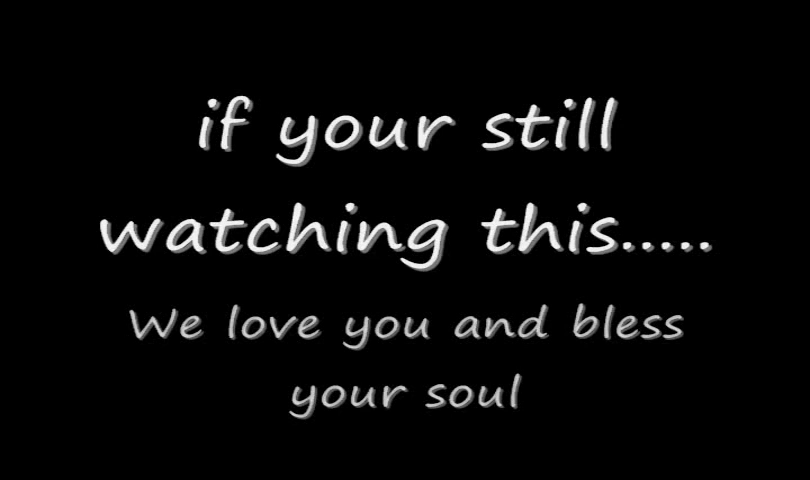 if your still
watching this.....
We love you and bless
your soul